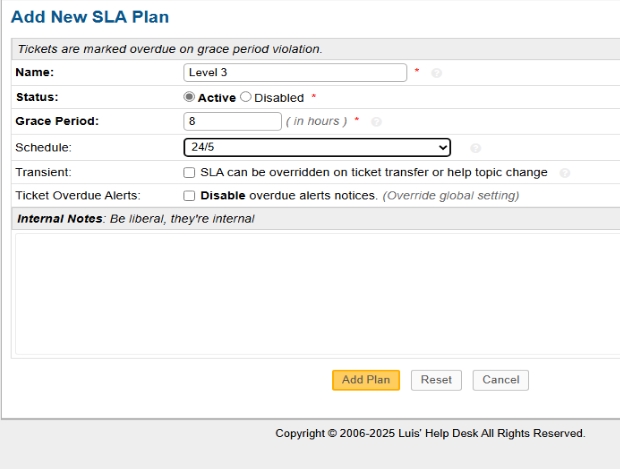 Add New SLA Plan
Tickets are marked overdue on grace period violation.
Name: Level 3 * ?
Status: Active Disabled *
Grace Period: 8 ( in hours ) * ?
Schedule: 24/5 ?
Transient: SLA can be overridden on ticket transfer or help topic change ?
Ticket Overdue Alerts: Disable overdue alerts notices. (Override global setting)
Internal Notes: Be liberal, they're internal
Add Plan Reset Cancel
Copyright © 2006-2025 Luis' Help Desk All Rights Reserved.